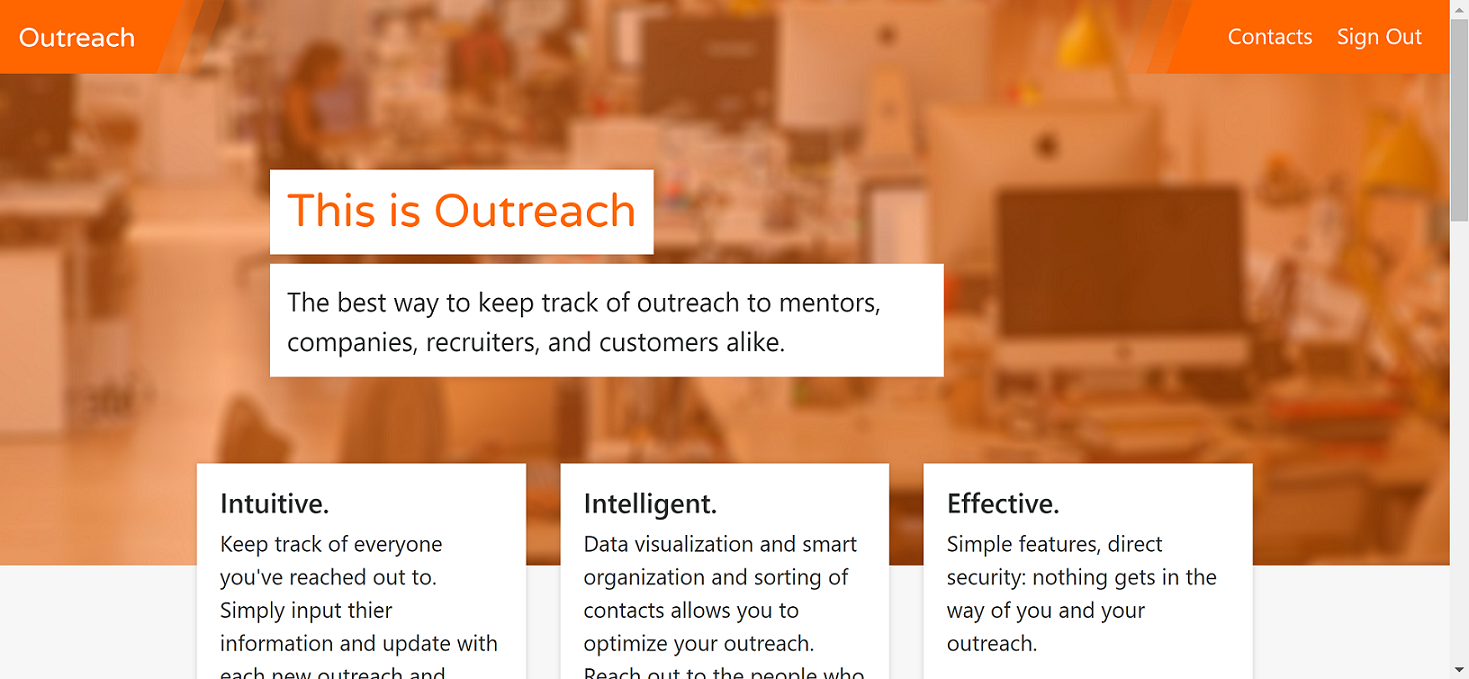 Outreach
Contacts Sign Out
This is Outreach
The best way to keep track of outreach to mentors,
companies, recruiters, and customers alike.
Intuitive.
Keep track of everyone
you've reached out to.
Simply input thier
information and update with
each new outreach and
Intelligent.
Data visualization and smart
organization and sorting of
contacts allows you to
optimize your outreach.
Reach out to the people who
Effective.
Simple features, direct
security: nothing gets in the
way of you and your
outreach.